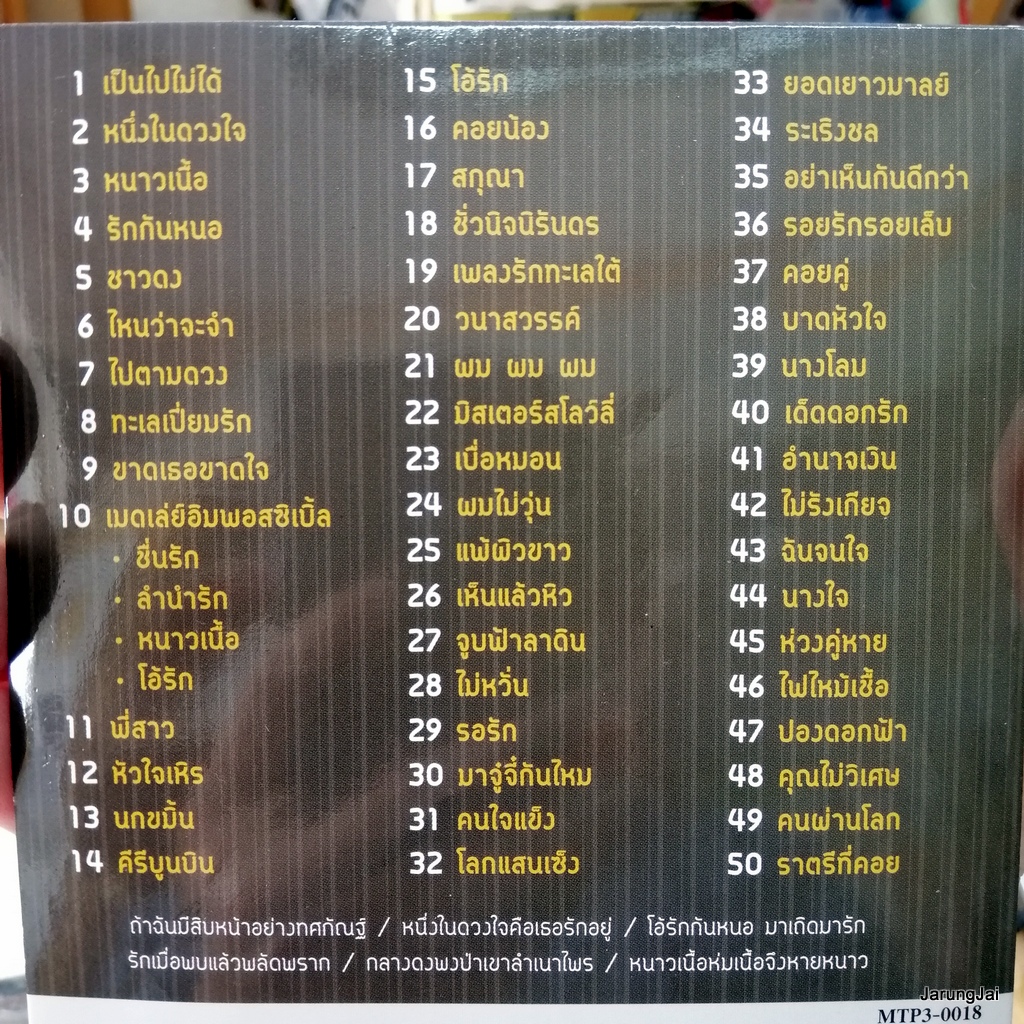 1 เป็นไปไม่ได้
2 หนึ่งในดวงใจ
3 หนาวเนื้อ
4 รักกันหนอ
5 ชาวดง
6 ไหนว่าจะจำ
7 ไปตามดวง
8 ทะเลเปี่ยมรัก
9 ขาดเธอขาดใจ
10 เมดเล่ย์อิมพอสซิเบิ้ล
• ชื่นรัก
• ลำนำรัก
• หนาวเนื้อ
• โอ้รัก
11 พี่สาว
12 หัวใจเหิร
13 นกขมิ้น
14 คีรีบูนบิน
15 โอ้รัก
16 คอยน้อง
17 สกุณา
18 ชั่วนิจนิรันดร
19 เพลงรักทะเลใต้
20 วนาสวรรค์
21 ผม ผม ผม
22 มิสเตอร์สโลว์ลี่
23 เบื่อหมอน
24 ผมไม่วุ่น
25 แพ้ผิวขาว
26 เห็นแล้วหิว
27 จูบฟ้าลาดิน
28 ไม่หวั่น
29 รอรัก
30 มาจู๋จี๋กันไหม
31 คนใจแข็ง
32 โลกแสนเซ็ง
33 ยอดเยาวมาลย์
34 ระเริงชล
35 อย่าเห็นกันดีกว่า
36 รอยรักรอยเล็บ
37 คอยคู่
38 บาดหัวใจ
39 นางโลม
40 เด็ดดอกรัก
41 อำนาจเงิน
42 ไม่รังเกียจ
43 ฉันจนใจ
44 นางใจ
45 ห่วงคู่หาย
46 ไฟไหม้เชื้อ
47 ปองดอกฟ้า
48 คุณไม่วิเศษ
49 คนผ่านโลก
50 ราตรีที่คอย
ถ้าฉันมีสิบหน้าอย่างทศกัณฐ์ / หนึ่งในดวงใจคือเธอรักอยู่ / โอ้รักกันหนอ มาเถิดมารัก
รักเมื่อพบแล้วพลัดพราก / กลางดงพงป่าเขาลำเนาไพร / หนาวเนื้อห่มเนื้อจึงหายหนาว
JarungJai
MTP3-0018